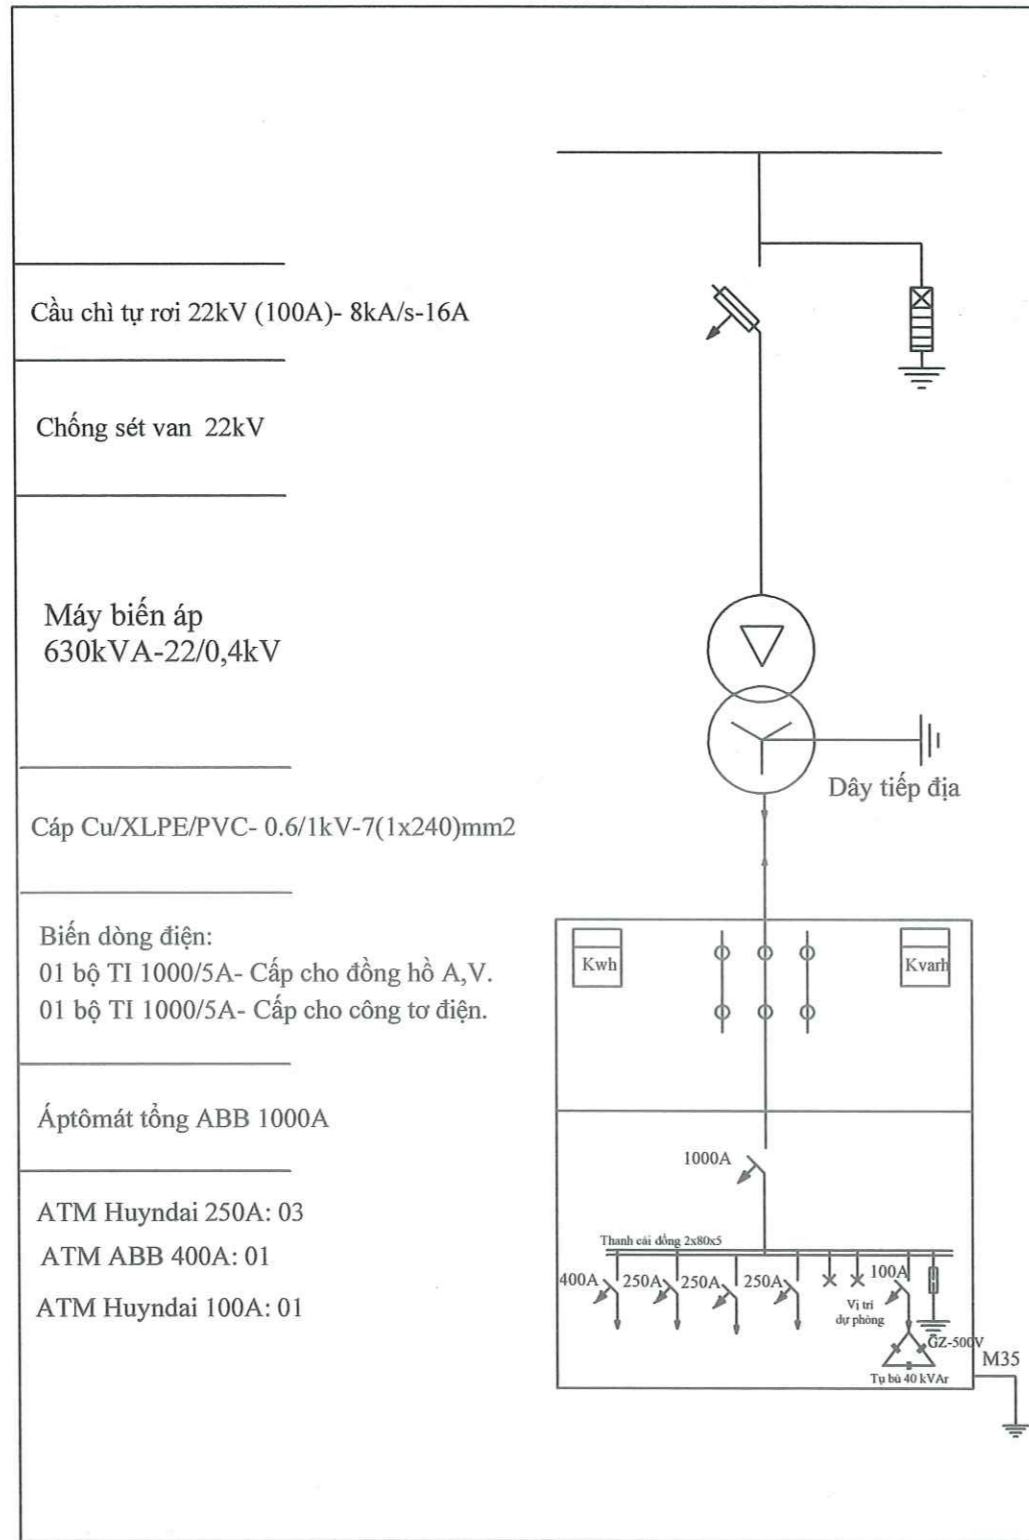 Cầu chì tự rơi 22kV (100A)- 8kA/s-16A
Chống sét van 22kV
Máy biến áp
630kVA-22/0,4kV
Dây tiếp địa
Cáp Cu/XLPE/PVC- 0.6/1kV-7(1x240)mm2
Biến dòng điện:
01 bộ TI 1000/5A- Cấp cho đồng hồ A,V.
01 bộ TI 1000/5A- Cấp cho công tơ điện.
Kwh
Kvarh
Áptômát tổng ABB 1000A
1000A
ATM Huyndai 250A: 03
ATM ABB 400A: 01
ATM Huyndai 100A: 01
Thanh cái đồng 2x80x5
400A
250A
250A
250A
100A
Vị trí
dự phòng
GZ-500V
Tụ bù 40 kVAr
M35